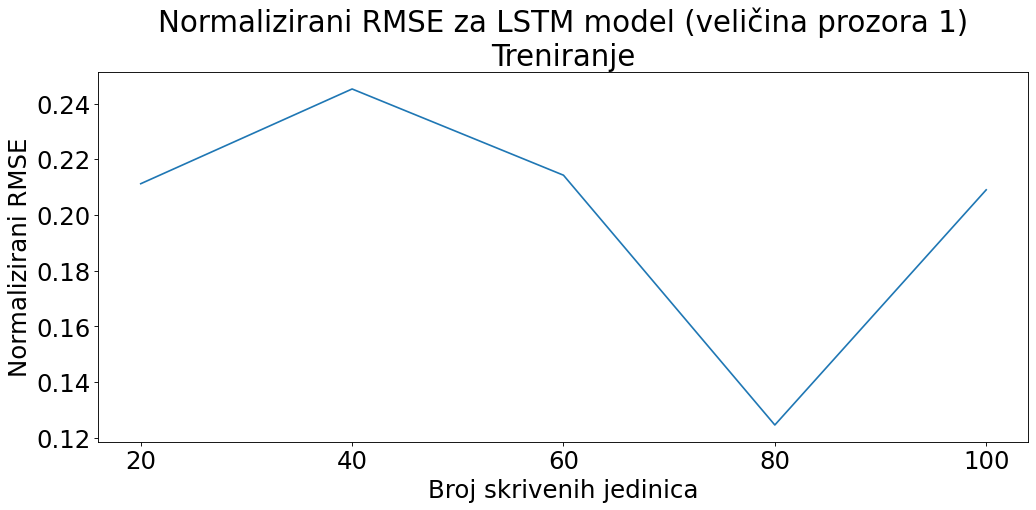 Normalizirani RMSE za LSTM model (veličina prozora 1)
Treniranje
Normalizirani RMSE
0.24
0.22
0.20
0.18
0.16
0.14
0.12
20 40 60 80 100
Broj skrivenih jedinica